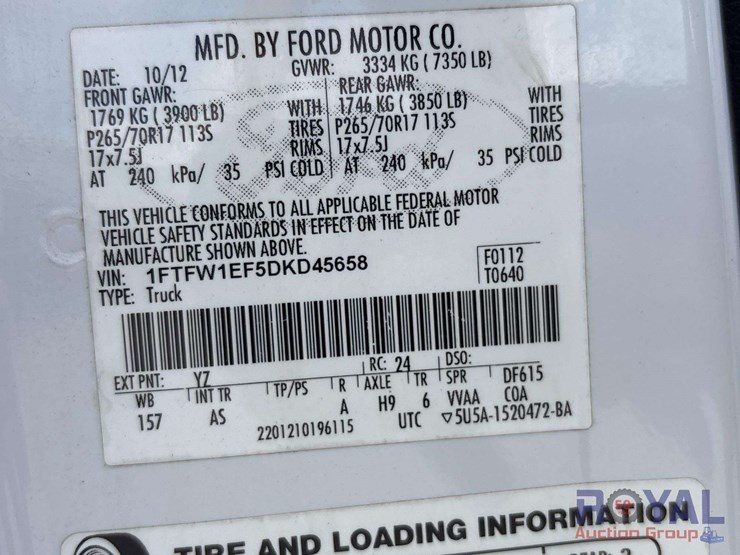 MFD. BY FORD MOTOR CO.
DATE: 10/12 GVWR: 3334 KG ( 7350 LB)
FRONT GAWR: REAR GAWR:
1769 KG ( 3900 LB) WITH 1746 KG ( 3850 LB) WITH
P265/70R17 113S TIRES P265/70R17 113S TIRES
17x7.5J RIMS 17x7.5J RIMS
AT 240 kPa/ 35 PSI COLD AT 240 kPa/ 35 PSI COLD
THIS VEHICLE CONFORMS TO ALL APPLICABLE FEDERAL MOTOR
VEHICLE SAFETY STANDARDS IN EFFECT ON THE DATE OF
MANUFACTURE SHOWN ABOVE.
VIN: 1FTFW1EF5DKD45658 F0112
TYPE: Truck T0640
EXT PNT: YZ RC: 24 DSO:
WB INT TR TP/PS R AXLE TR SPR DF615
157 AS A H9 6 VVAA COA
2201210196115 UTC ▽5U5A-1520472-BA
TIRE AND LOADING INFORMATION
ROYAL
Auction Group